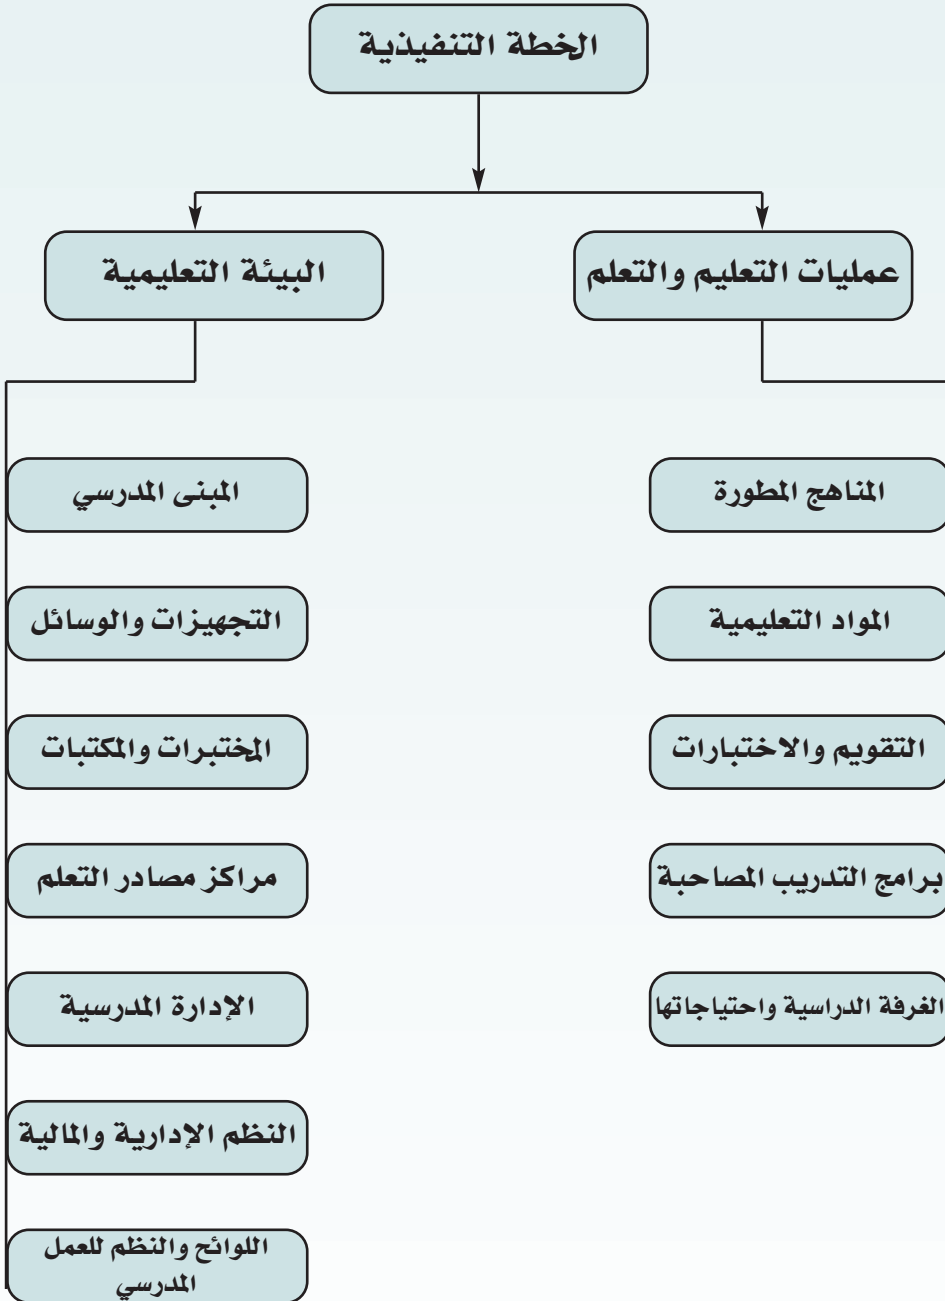 الخطة التنفيذية
عمليات التعليم والتعلم
البيئة التعليمية
المناهج المطورة
المواد التعليمية
التقويم والاختبارات
برامج التدريب المصاحبة
الغرفة الدراسية واحتياجاتها
المبنى المدرسي
التجهيزات والوسائل
المختبرات والمكتبات
مراكز مصادر التعلم
الإدارة المدرسية
النظم الإدارية والمالية
اللوائح والنظم للعمل
المدرسي